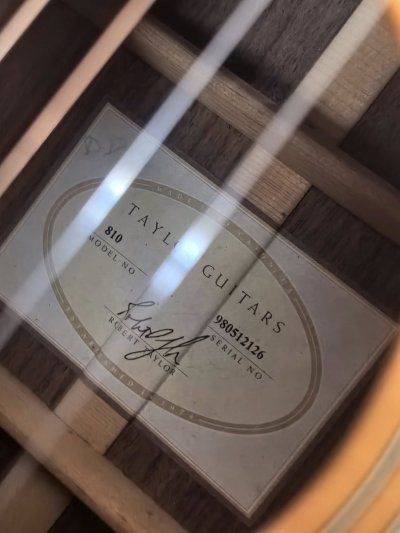 TAYLOR GUITARS
810
MODEL NO
980512126
SERIAL NO
ROBERT TAYLOR